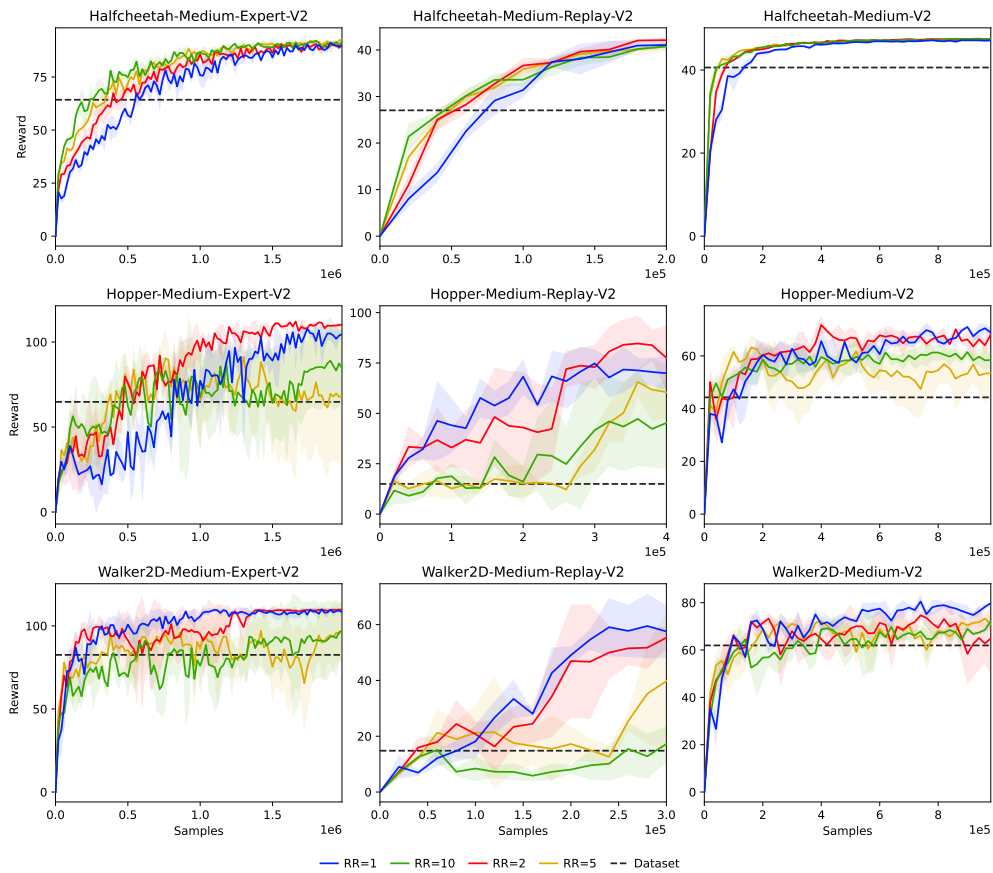 Halfcheetah-Medium-Expert-V2 Halfcheetah-Medium-Replay-V2 Halfcheetah-Medium-V2
Reward
75
50
25
0
0.0 0.5 1.0 1.5
1e6
40
30
20
10
0
0.0 0.5 1.0 1.5 2.0
1e5
40
20
0
0 2 4 6 8
1e5
Hopper-Medium-Expert-V2 Hopper-Medium-Replay-V2 Hopper-Medium-V2
Reward
100
50
0
0.0 0.5 1.0 1.5
1e6
100
75
50
25
0
0 1 2 3 4
1e5
60
40
20
0
0 2 4 6 8
1e5
Walker2D-Medium-Expert-V2 Walker2D-Medium-Replay-V2 Walker2D-Medium-V2
Reward
100
50
0
0.0 0.5 1.0 1.5
Samples 1e6
60
40
20
0
0.0 0.5 1.0 1.5 2.0 2.5 3.0
Samples 1e5
80
60
40
20
0
0 2 4 6 8
Samples 1e5
RR=1 RR=10 RR=2 RR=5 Dataset